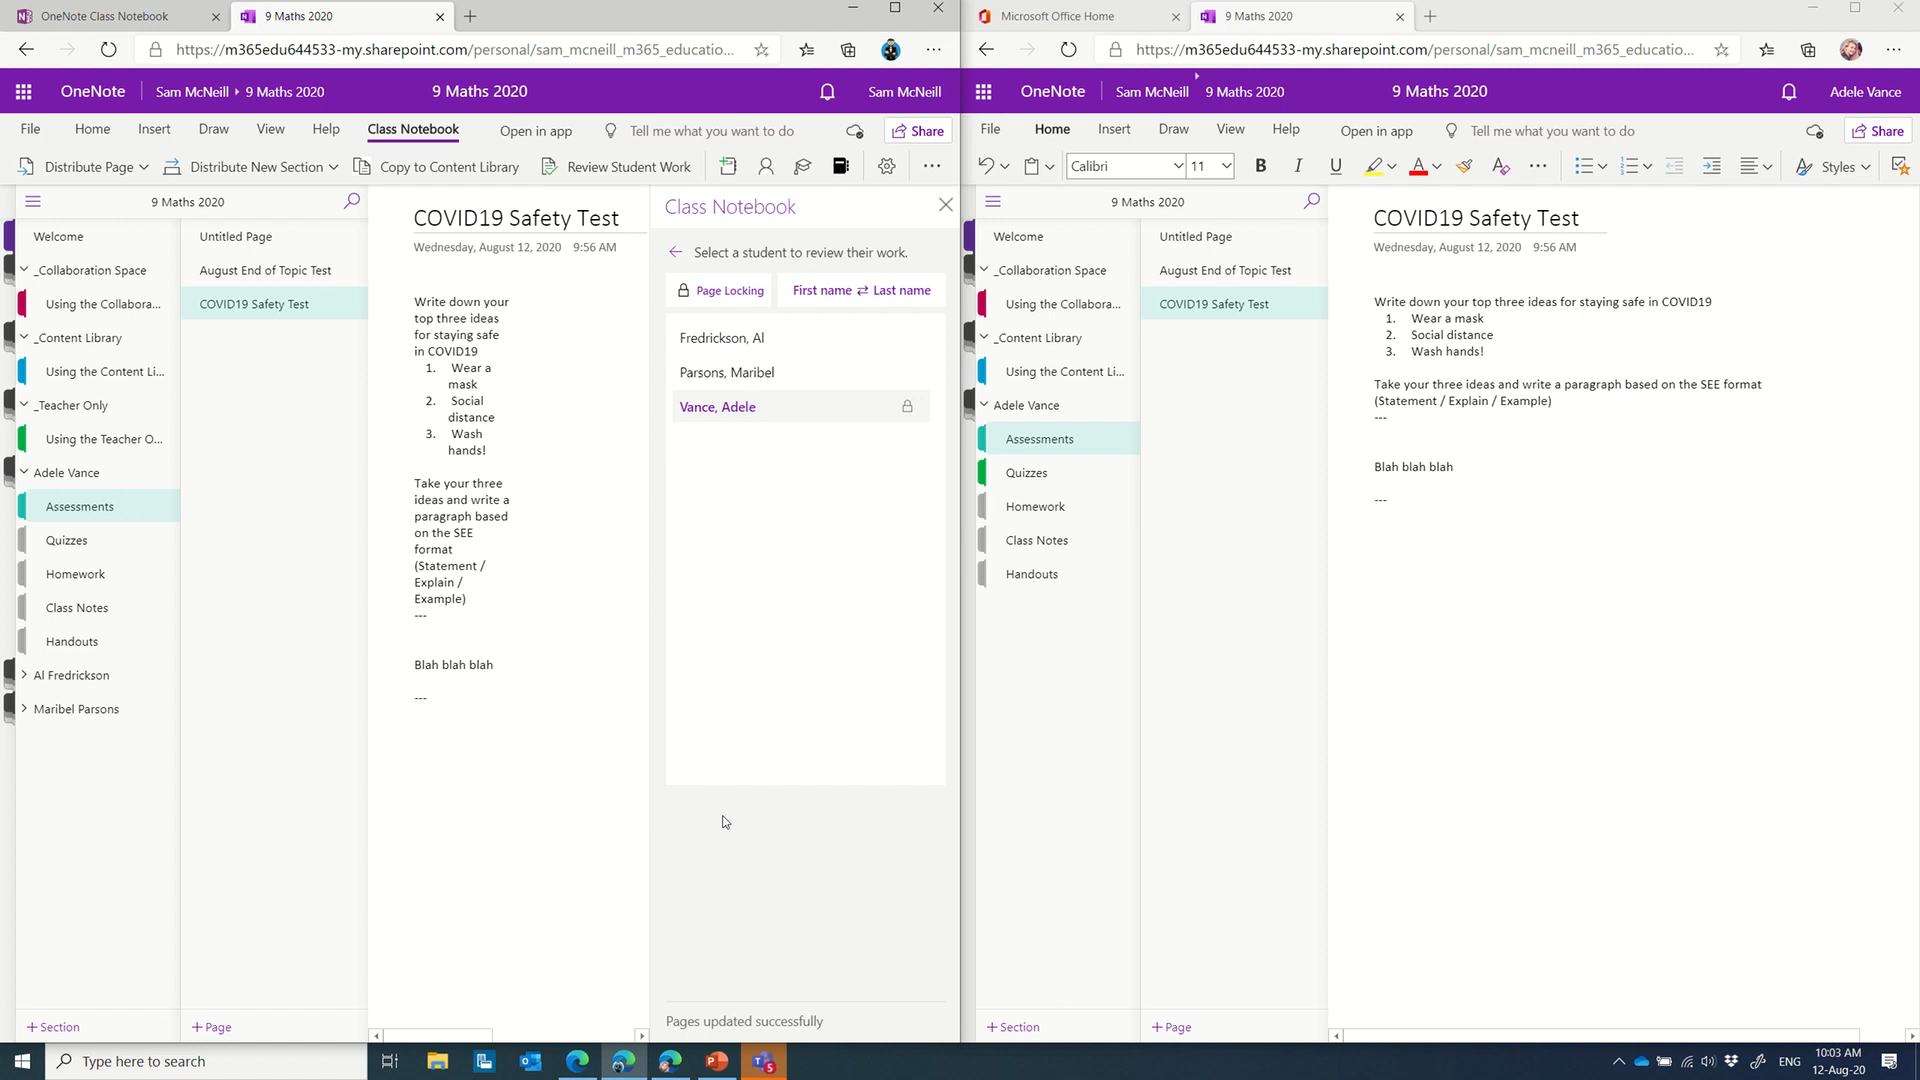 OneNote Class Notebook
9 Maths 2020
https://m365edu644533-my.sharepoint.com/personal/sam_mcneill_m365_educatio...
OneNote
Sam McNeill ▸ 9 Maths 2020
9 Maths 2020
Sam McNeill
File
Home
Insert
Draw
View
Help
Class Notebook
Open in app
Tell me what you want to do
Share
Distribute Page
Distribute New Section
Copy to Content Library
Review Student Work
9 Maths 2020
Welcome
_Collaboration Space
Using the Collabora...
_Content Library
Using the Content Li...
_Teacher Only
Using the Teacher O...
Adele Vance
Assessments
Quizzes
Homework
Class Notes
Handouts
Al Fredrickson
Maribel Parsons
+ Section
Untitled Page
August End of Topic Test
COVID19 Safety Test
+ Page
COVID19 Safety Test
Wednesday, August 12, 2020 9:56 AM
Write down your
top three ideas
for staying safe
in COVID19
1. Wear a
mask
2. Social
distance
3. Wash
hands!
Take your three
ideas and write a
paragraph based
on the SEE
format
(Statement /
Explain /
Example)
---
Blah blah blah
---
Class Notebook
Select a student to review their work.
Page Locking
First name ⇄ Last name
Fredrickson, Al
Parsons, Maribel
Vance, Adele
Pages updated successfully
Microsoft Office Home
9 Maths 2020
https://m365edu644533-my.sharepoint.com/personal/sam_mcneill_m365_educatio...
OneNote
Sam McNeill ▸ 9 Maths 2020
9 Maths 2020
Adele Vance
File
Home
Insert
Draw
View
Help
Open in app
Tell me what you want to do
Share
Calibri
11
B
I
U
A
Styles
9 Maths 2020
Welcome
_Collaboration Space
Using the Collabora...
_Content Library
Using the Content Li...
Adele Vance
Assessments
Quizzes
Homework
Class Notes
Handouts
+ Section
Untitled Page
August End of Topic Test
COVID19 Safety Test
+ Page
COVID19 Safety Test
Wednesday, August 12, 2020 9:56 AM
Write down your top three ideas for staying safe in COVID19
1. Wear a mask
2. Social distance
3. Wash hands!
Take your three ideas and write a paragraph based on the SEE format
(Statement / Explain / Example)
---
Blah blah blah
---
Type here to search
5
ENG
10:03 AM
12-Aug-20